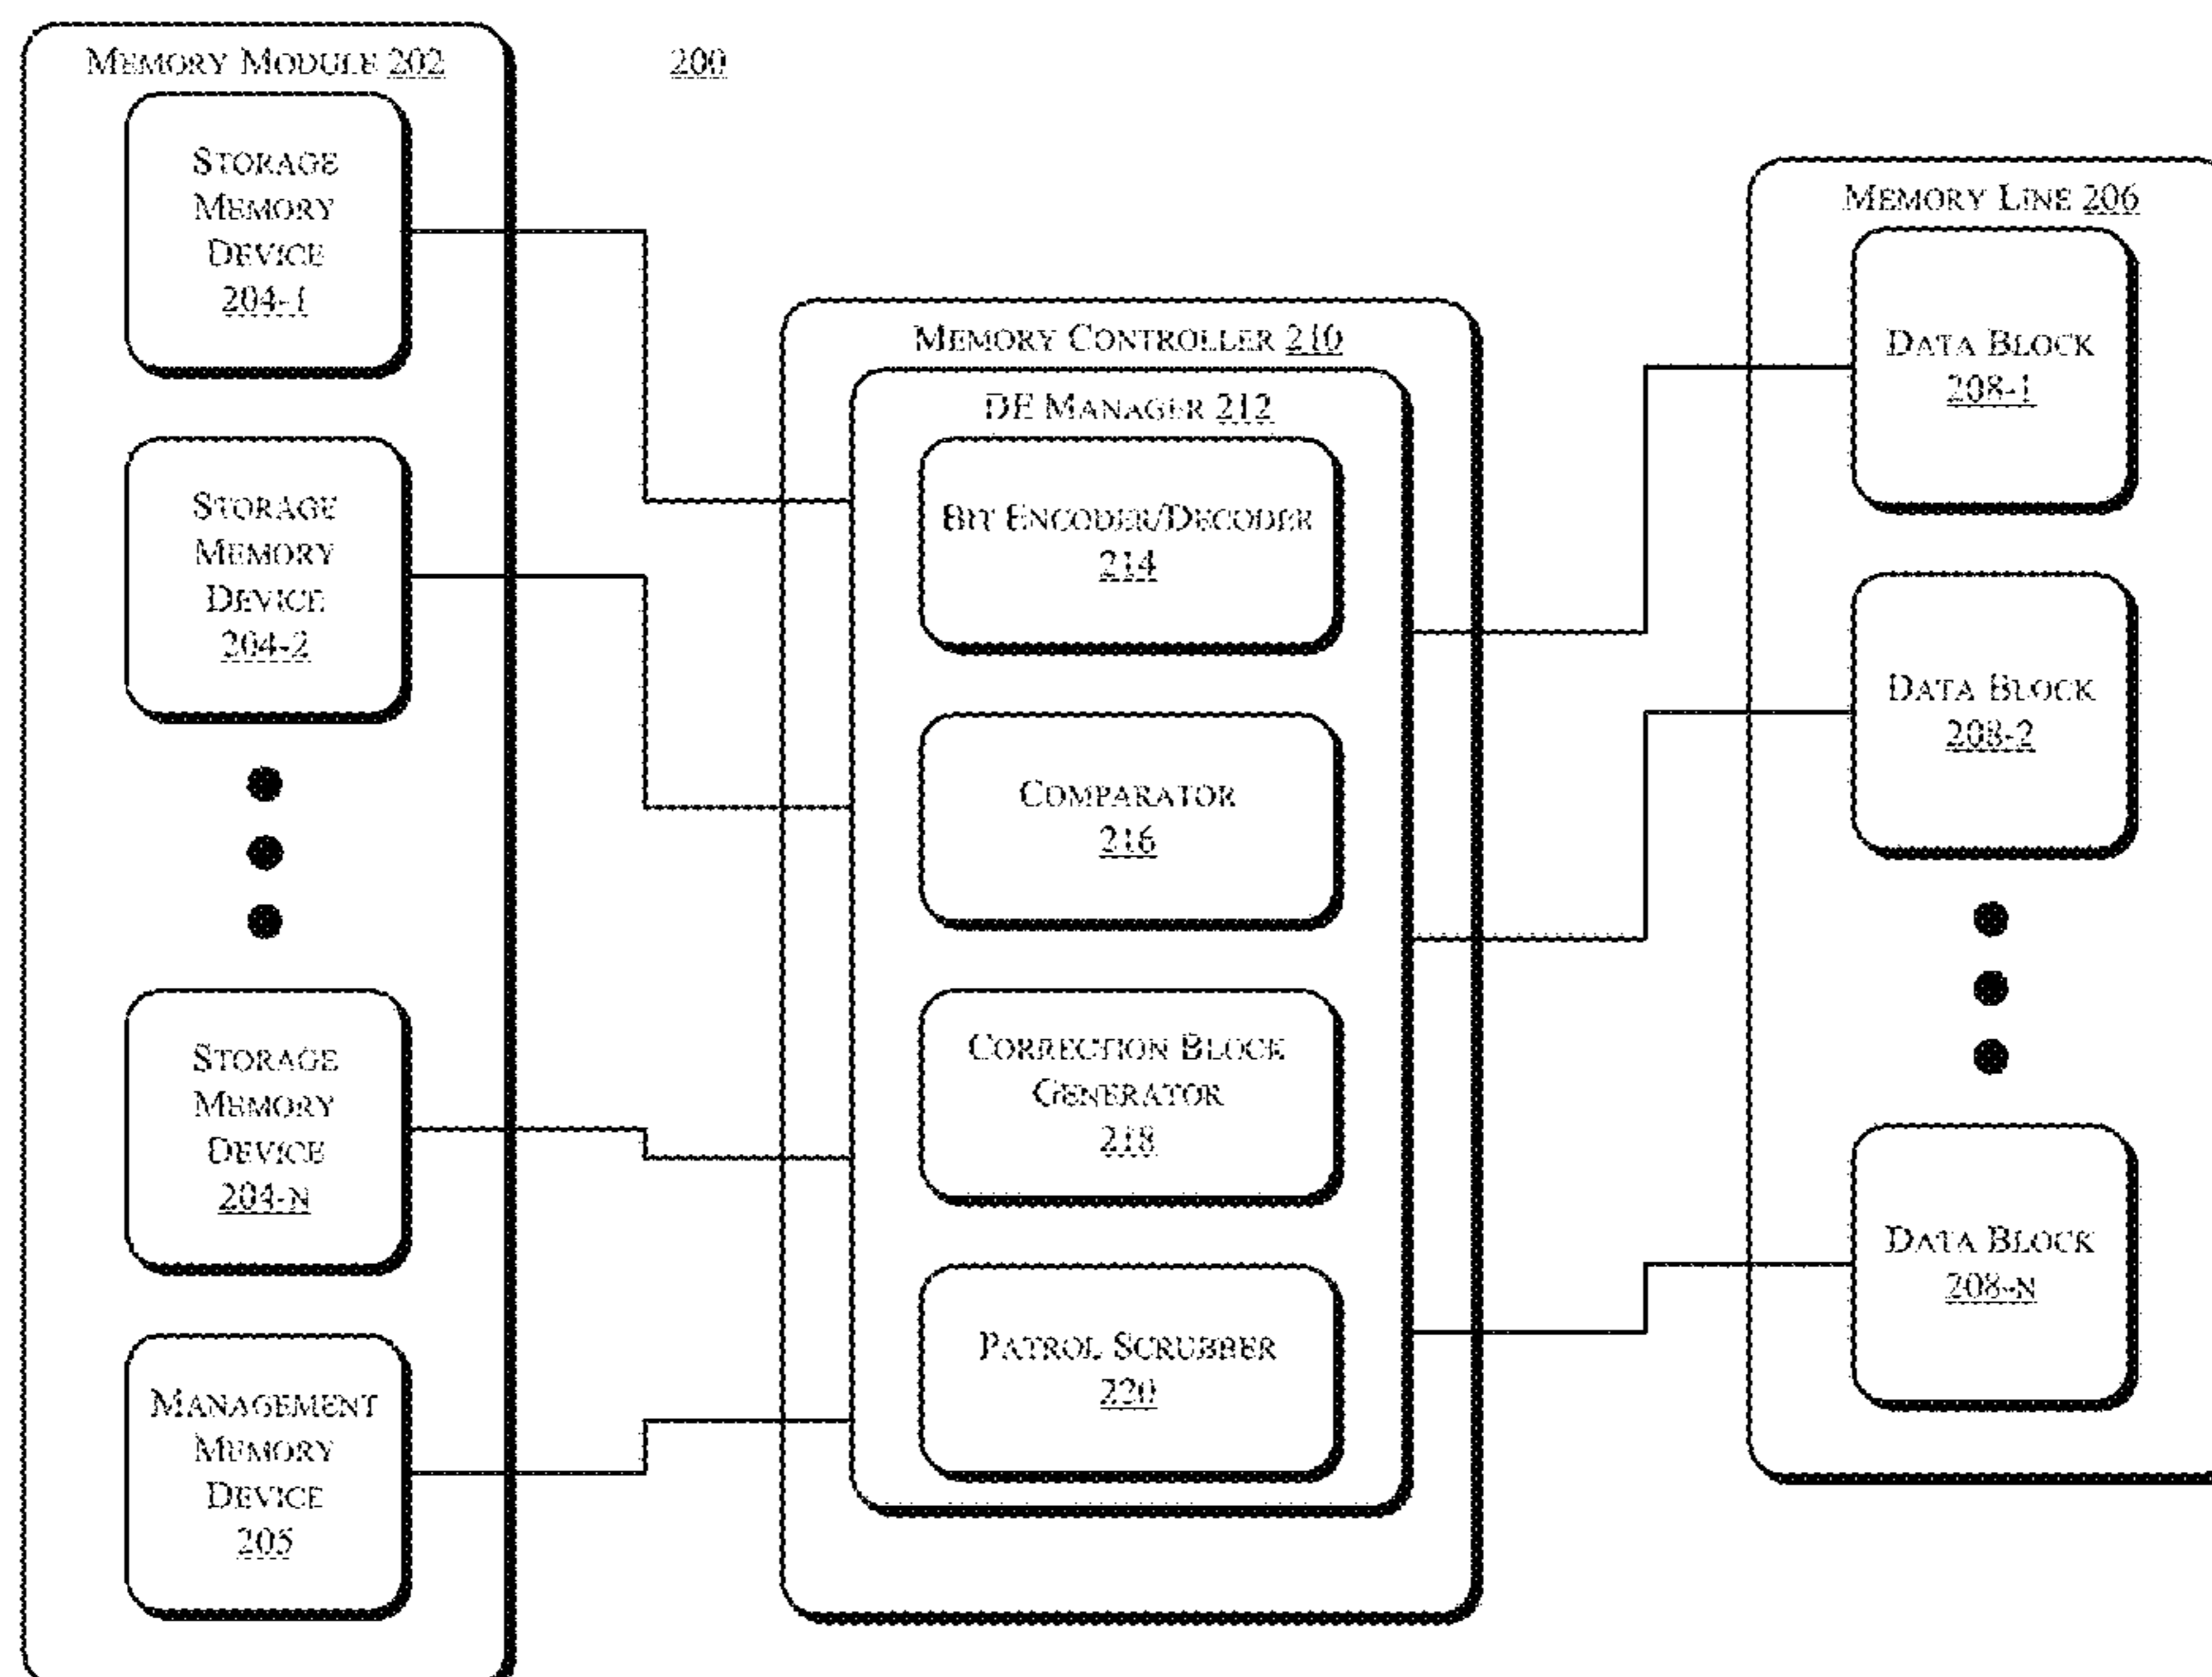 MEMORY MODULE 202
STORAGE
MEMORY
DEVICE
204-1
STORAGE
MEMORY
DEVICE
204-2
STORAGE
MEMORY
DEVICE
204-N
MANAGEMENT
MEMORY
DEVICE
205
200
MEMORY CONTROLLER 210
DE MANAGER 212
BIT ENCODER/DECODER
214
COMPARATOR
216
CORRECTION BLOCK
GENERATOR
218
PATROL SCRUBBER
220
MEMORY LINE 206
DATA BLOCK
208-1
DATA BLOCK
208-2
DATA BLOCK
208-N